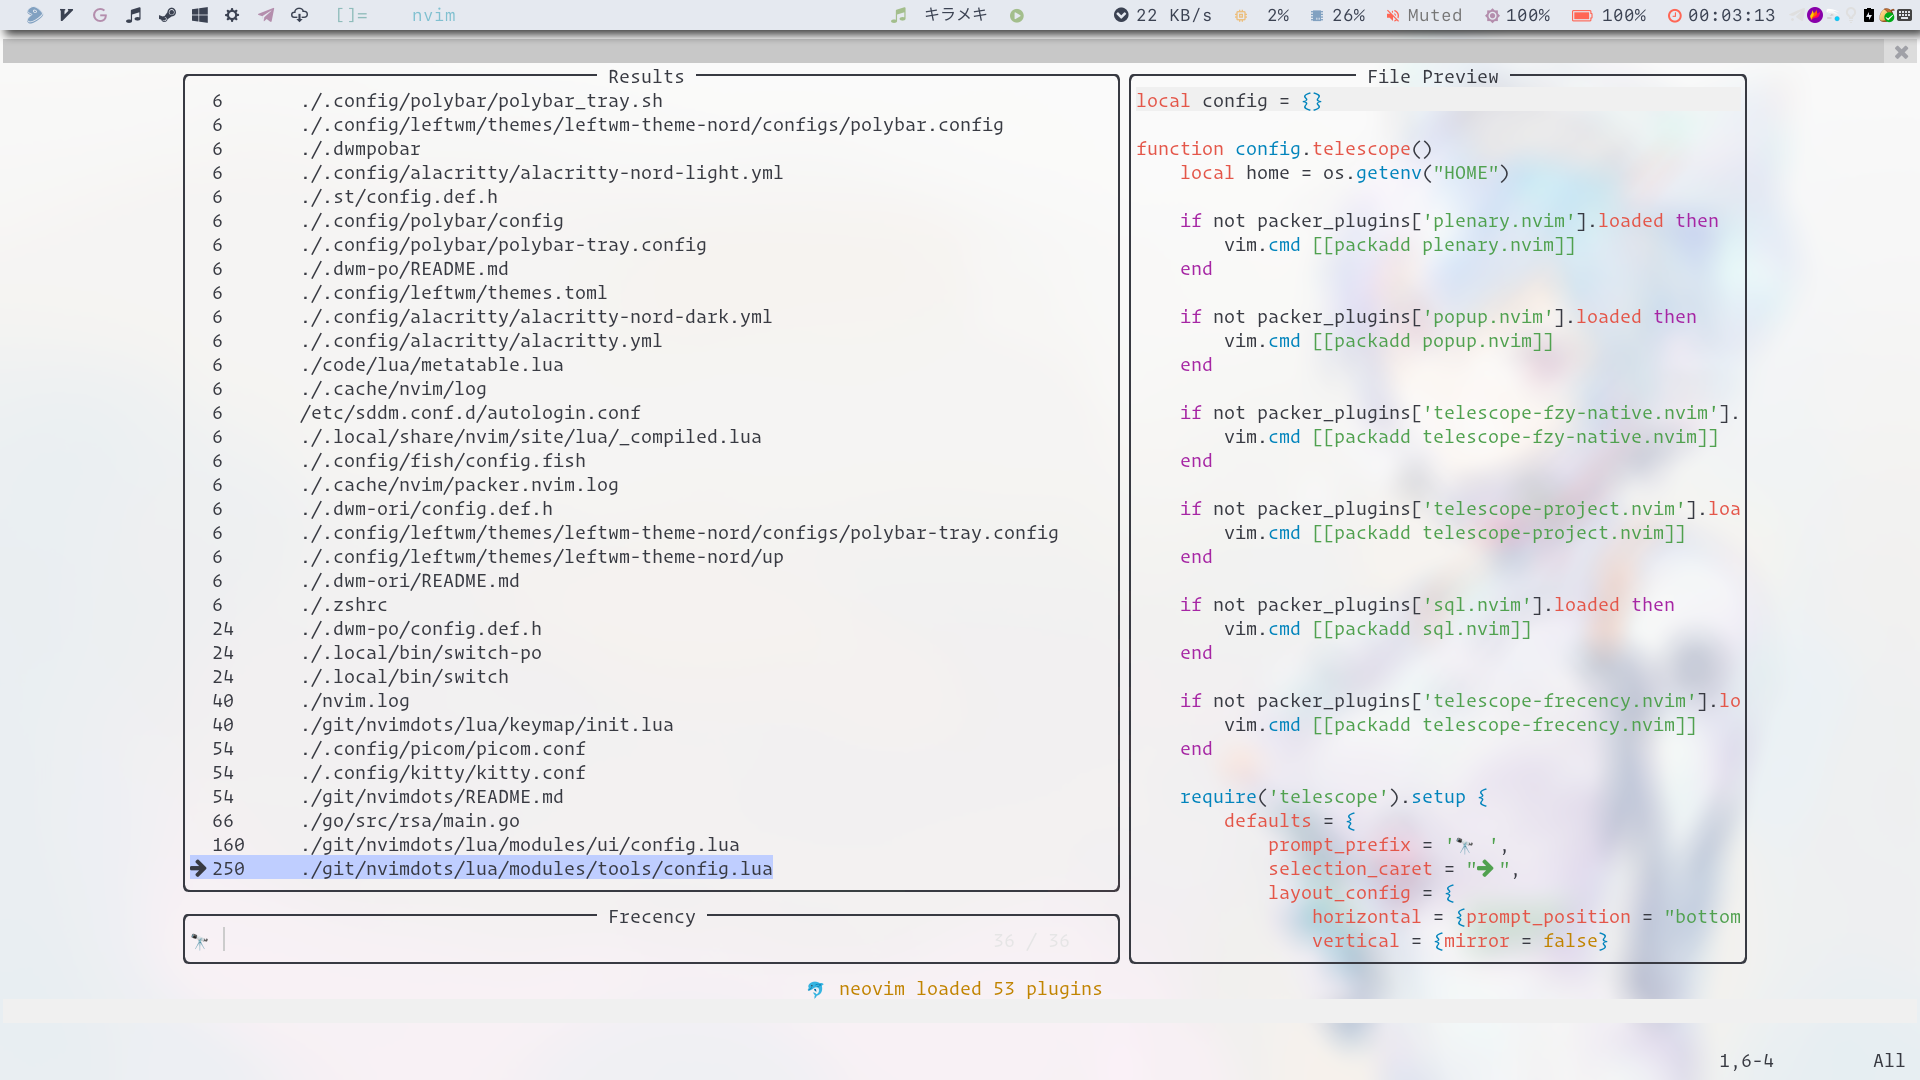 []= nvim キラメキ 22 KB/s 2% 26% Muted 100% 100% 00:03:13
Results
6 ./.config/polybar/polybar_tray.sh
6 ./.config/leftwm/themes/leftwm-theme-nord/configs/polybar.config
6 ./.dwmpobar
6 ./.config/alacritty/alacritty-nord-light.yml
6 ./.st/config.def.h
6 ./.config/polybar/config
6 ./.config/polybar/polybar-tray.config
6 ./.dwm-po/README.md
6 ./.config/leftwm/themes.toml
6 ./.config/alacritty/alacritty-nord-dark.yml
6 ./.config/alacritty/alacritty.yml
6 ./code/lua/metatable.lua
6 ./.cache/nvim/log
6 /etc/sddm.conf.d/autologin.conf
6 ./.local/share/nvim/site/lua/_compiled.lua
6 ./.config/fish/config.fish
6 ./.cache/nvim/packer.nvim.log
6 ./.dwm-ori/config.def.h
6 ./.config/leftwm/themes/leftwm-theme-nord/configs/polybar-tray.config
6 ./.config/leftwm/themes/leftwm-theme-nord/up
6 ./.dwm-ori/README.md
6 ./.zshrc
24 ./.dwm-po/config.def.h
24 ./.local/bin/switch-po
24 ./.local/bin/switch
40 ./nvim.log
40 ./git/nvimdots/lua/keymap/init.lua
54 ./.config/picom/picom.conf
54 ./.config/kitty/kitty.conf
54 ./git/nvimdots/README.md
66 ./go/src/rsa/main.go
160 ./git/nvimdots/lua/modules/ui/config.lua
➜ 250 ./git/nvimdots/lua/modules/tools/config.lua
Frecency
🔭 36 / 36
File Preview
local config = {}
function config.telescope()
local home = os.getenv("HOME")
if not packer_plugins['plenary.nvim'].loaded then
vim.cmd [[packadd plenary.nvim]]
end
if not packer_plugins['popup.nvim'].loaded then
vim.cmd [[packadd popup.nvim]]
end
if not packer_plugins['telescope-fzy-native.nvim'].
vim.cmd [[packadd telescope-fzy-native.nvim]]
end
if not packer_plugins['telescope-project.nvim'].loa
vim.cmd [[packadd telescope-project.nvim]]
end
if not packer_plugins['sql.nvim'].loaded then
vim.cmd [[packadd sql.nvim]]
end
if not packer_plugins['telescope-frecency.nvim'].lo
vim.cmd [[packadd telescope-frecency.nvim]]
end
require('telescope').setup {
defaults = {
prompt_prefix = '🔭 ',
selection_caret = "➜ ",
layout_config = {
horizontal = {prompt_position = "bottom
vertical = {mirror = false}
🐬 neovim loaded 53 plugins
1,6-4 All